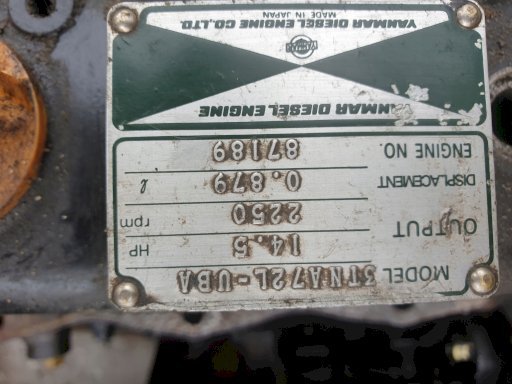 MODEL 3TNA72L-UBA
OUTPUT 14.5 HP
2250 rpm
DISPLACEMENT 0.879 ℓ
ENGINE NO. 87189
YANMAR DIESEL ENGINE
YANMAR
YANMAR DIESEL ENGINE CO.,LTD.
MADE IN JAPAN